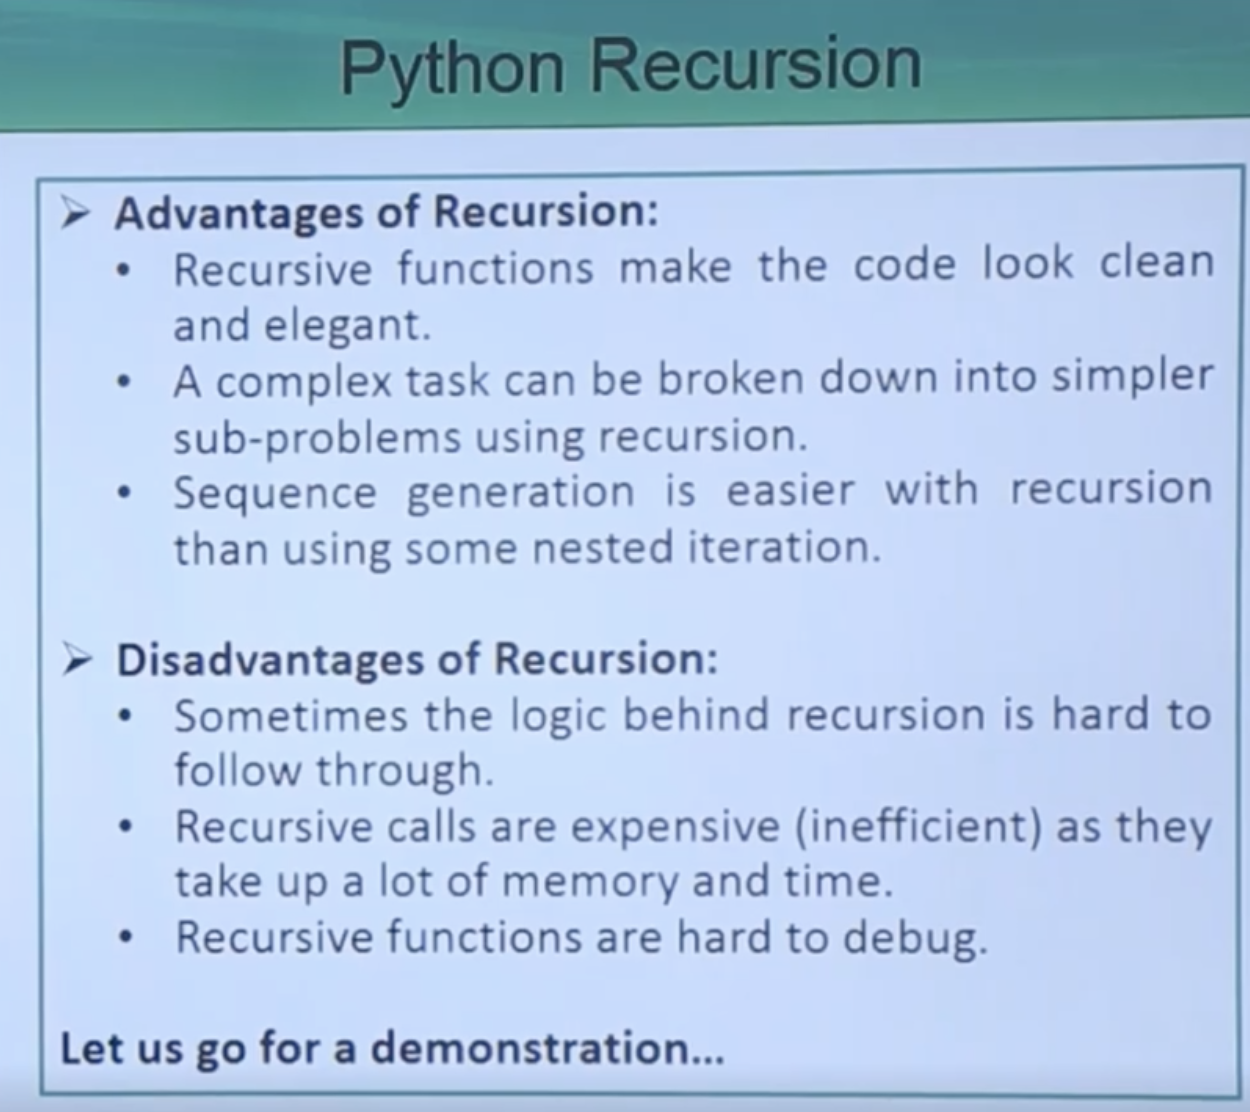 Python Recursion
➤ Advantages of Recursion:
• Recursive functions make the code look clean
and elegant.
• A complex task can be broken down into simpler
sub-problems using recursion.
• Sequence generation is easier with recursion
than using some nested iteration.
➤ Disadvantages of Recursion:
• Sometimes the logic behind recursion is hard to
follow through.
• Recursive calls are expensive (inefficient) as they
take up a lot of memory and time.
• Recursive functions are hard to debug.
Let us go for a demonstration...